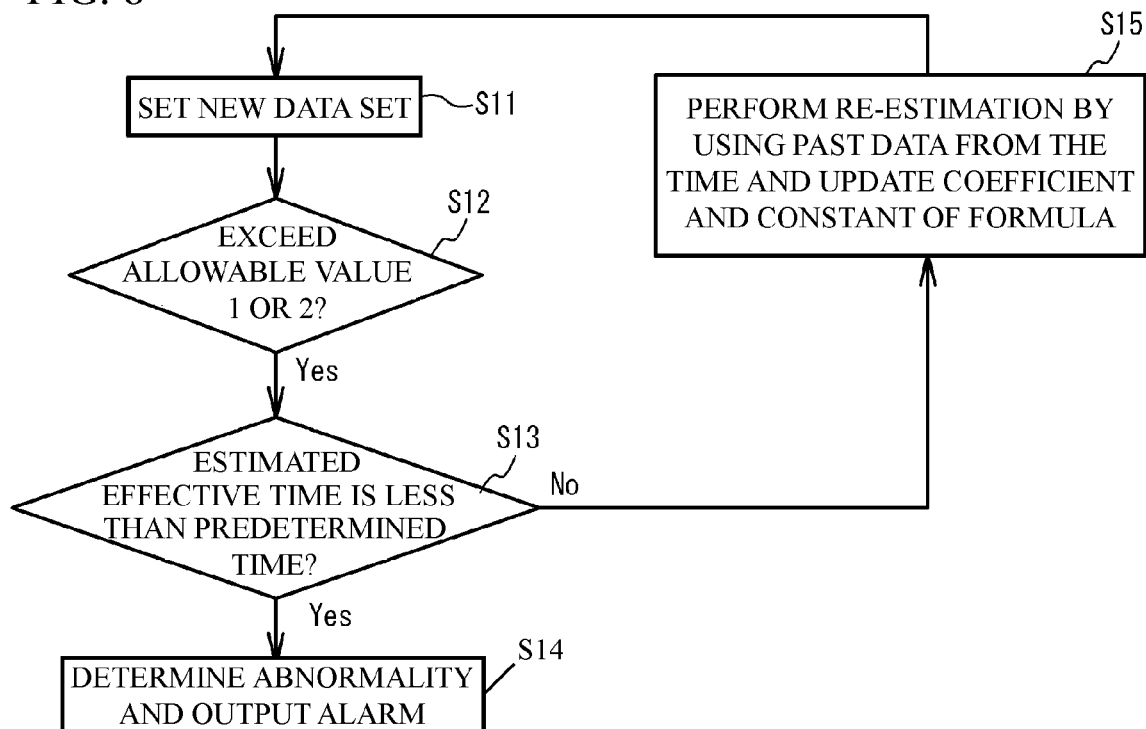 S15
SET NEW DATA SET
S11
PERFORM RE-ESTIMATION BY
USING PAST DATA FROM THE
TIME AND UPDATE COEFFICIENT
AND CONSTANT OF FORMULA
S12
EXCEED
ALLOWABLE VALUE
1 OR 2?
Yes
S13
ESTIMATED
EFFECTIVE TIME IS LESS
THAN PREDETERMINED
TIME?
No
Yes
S14
DETERMINE ABNORMALITY
AND OUTPUT ALARM